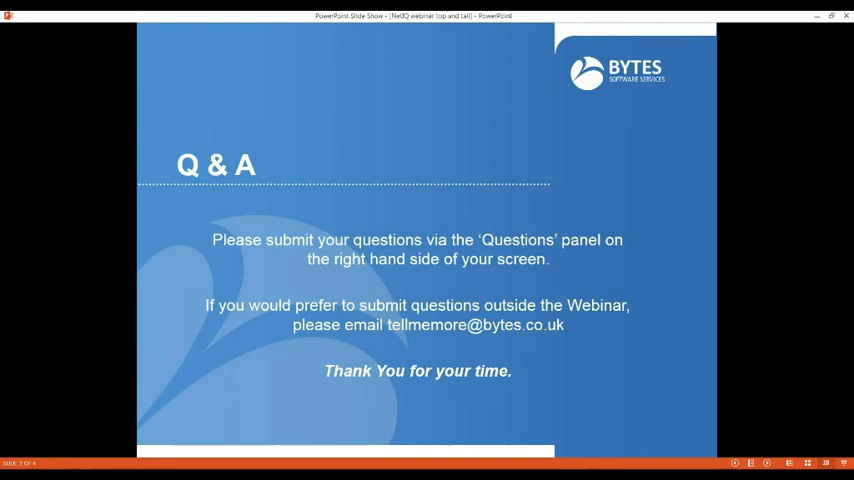 PowerPoint Slide Show - [NetIQ webinar top and tail] - PowerPoint
BYTES
SOFTWARE SERVICES
Q & A
Please submit your questions via the ‘Questions’ panel on
the right hand side of your screen.
If you would prefer to submit questions outside the Webinar,
please email tellmemore@bytes.co.uk
Thank You for your time.
SLIDE 3 OF 4